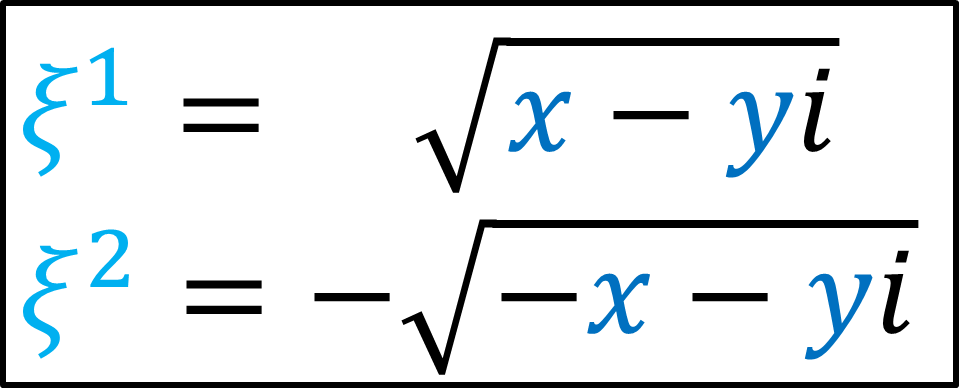 ξ¹ = √(x − yi)
ξ² = −√(−x − yi)